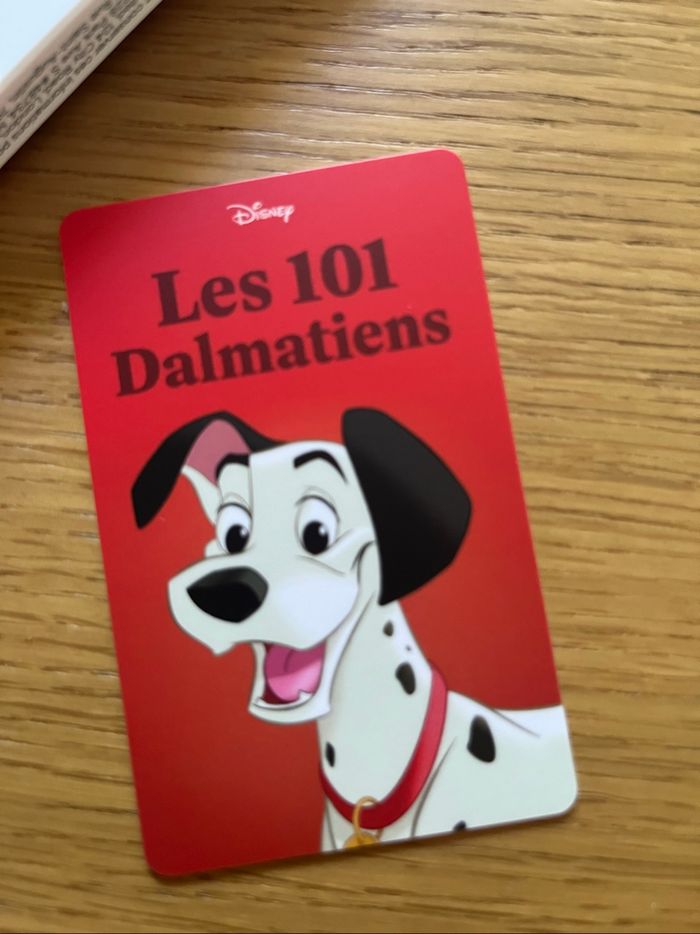 Disney
Les 101
Dalmatiens